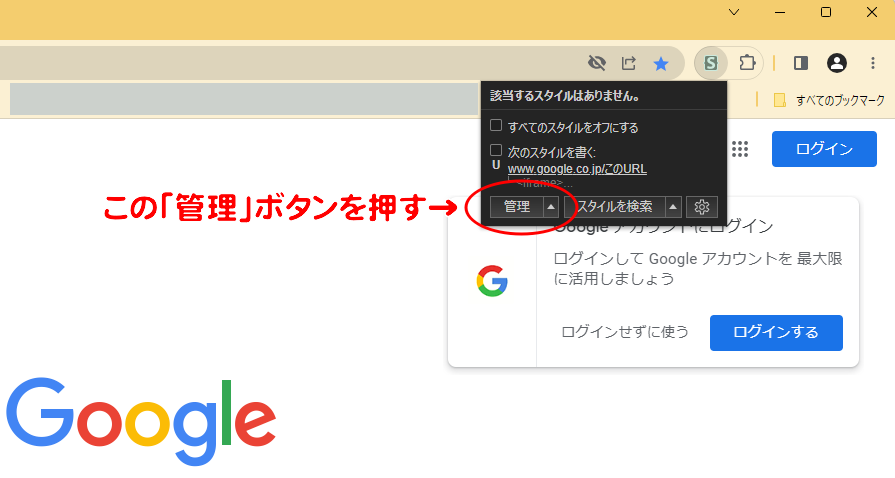 すべてのブックマーク
該当するスタイルはありません。
すべてのスタイルをオフにする
次のスタイルを書く:
U www.google.co.jp/このURL
<iframe>...
管理 スタイルを検索
ログイン
この「管理」ボタンを押す→
Google アカウントにログイン
ログインして Google アカウントを 最大限
に活用しましょう
ログインせずに使う ログインする
Google